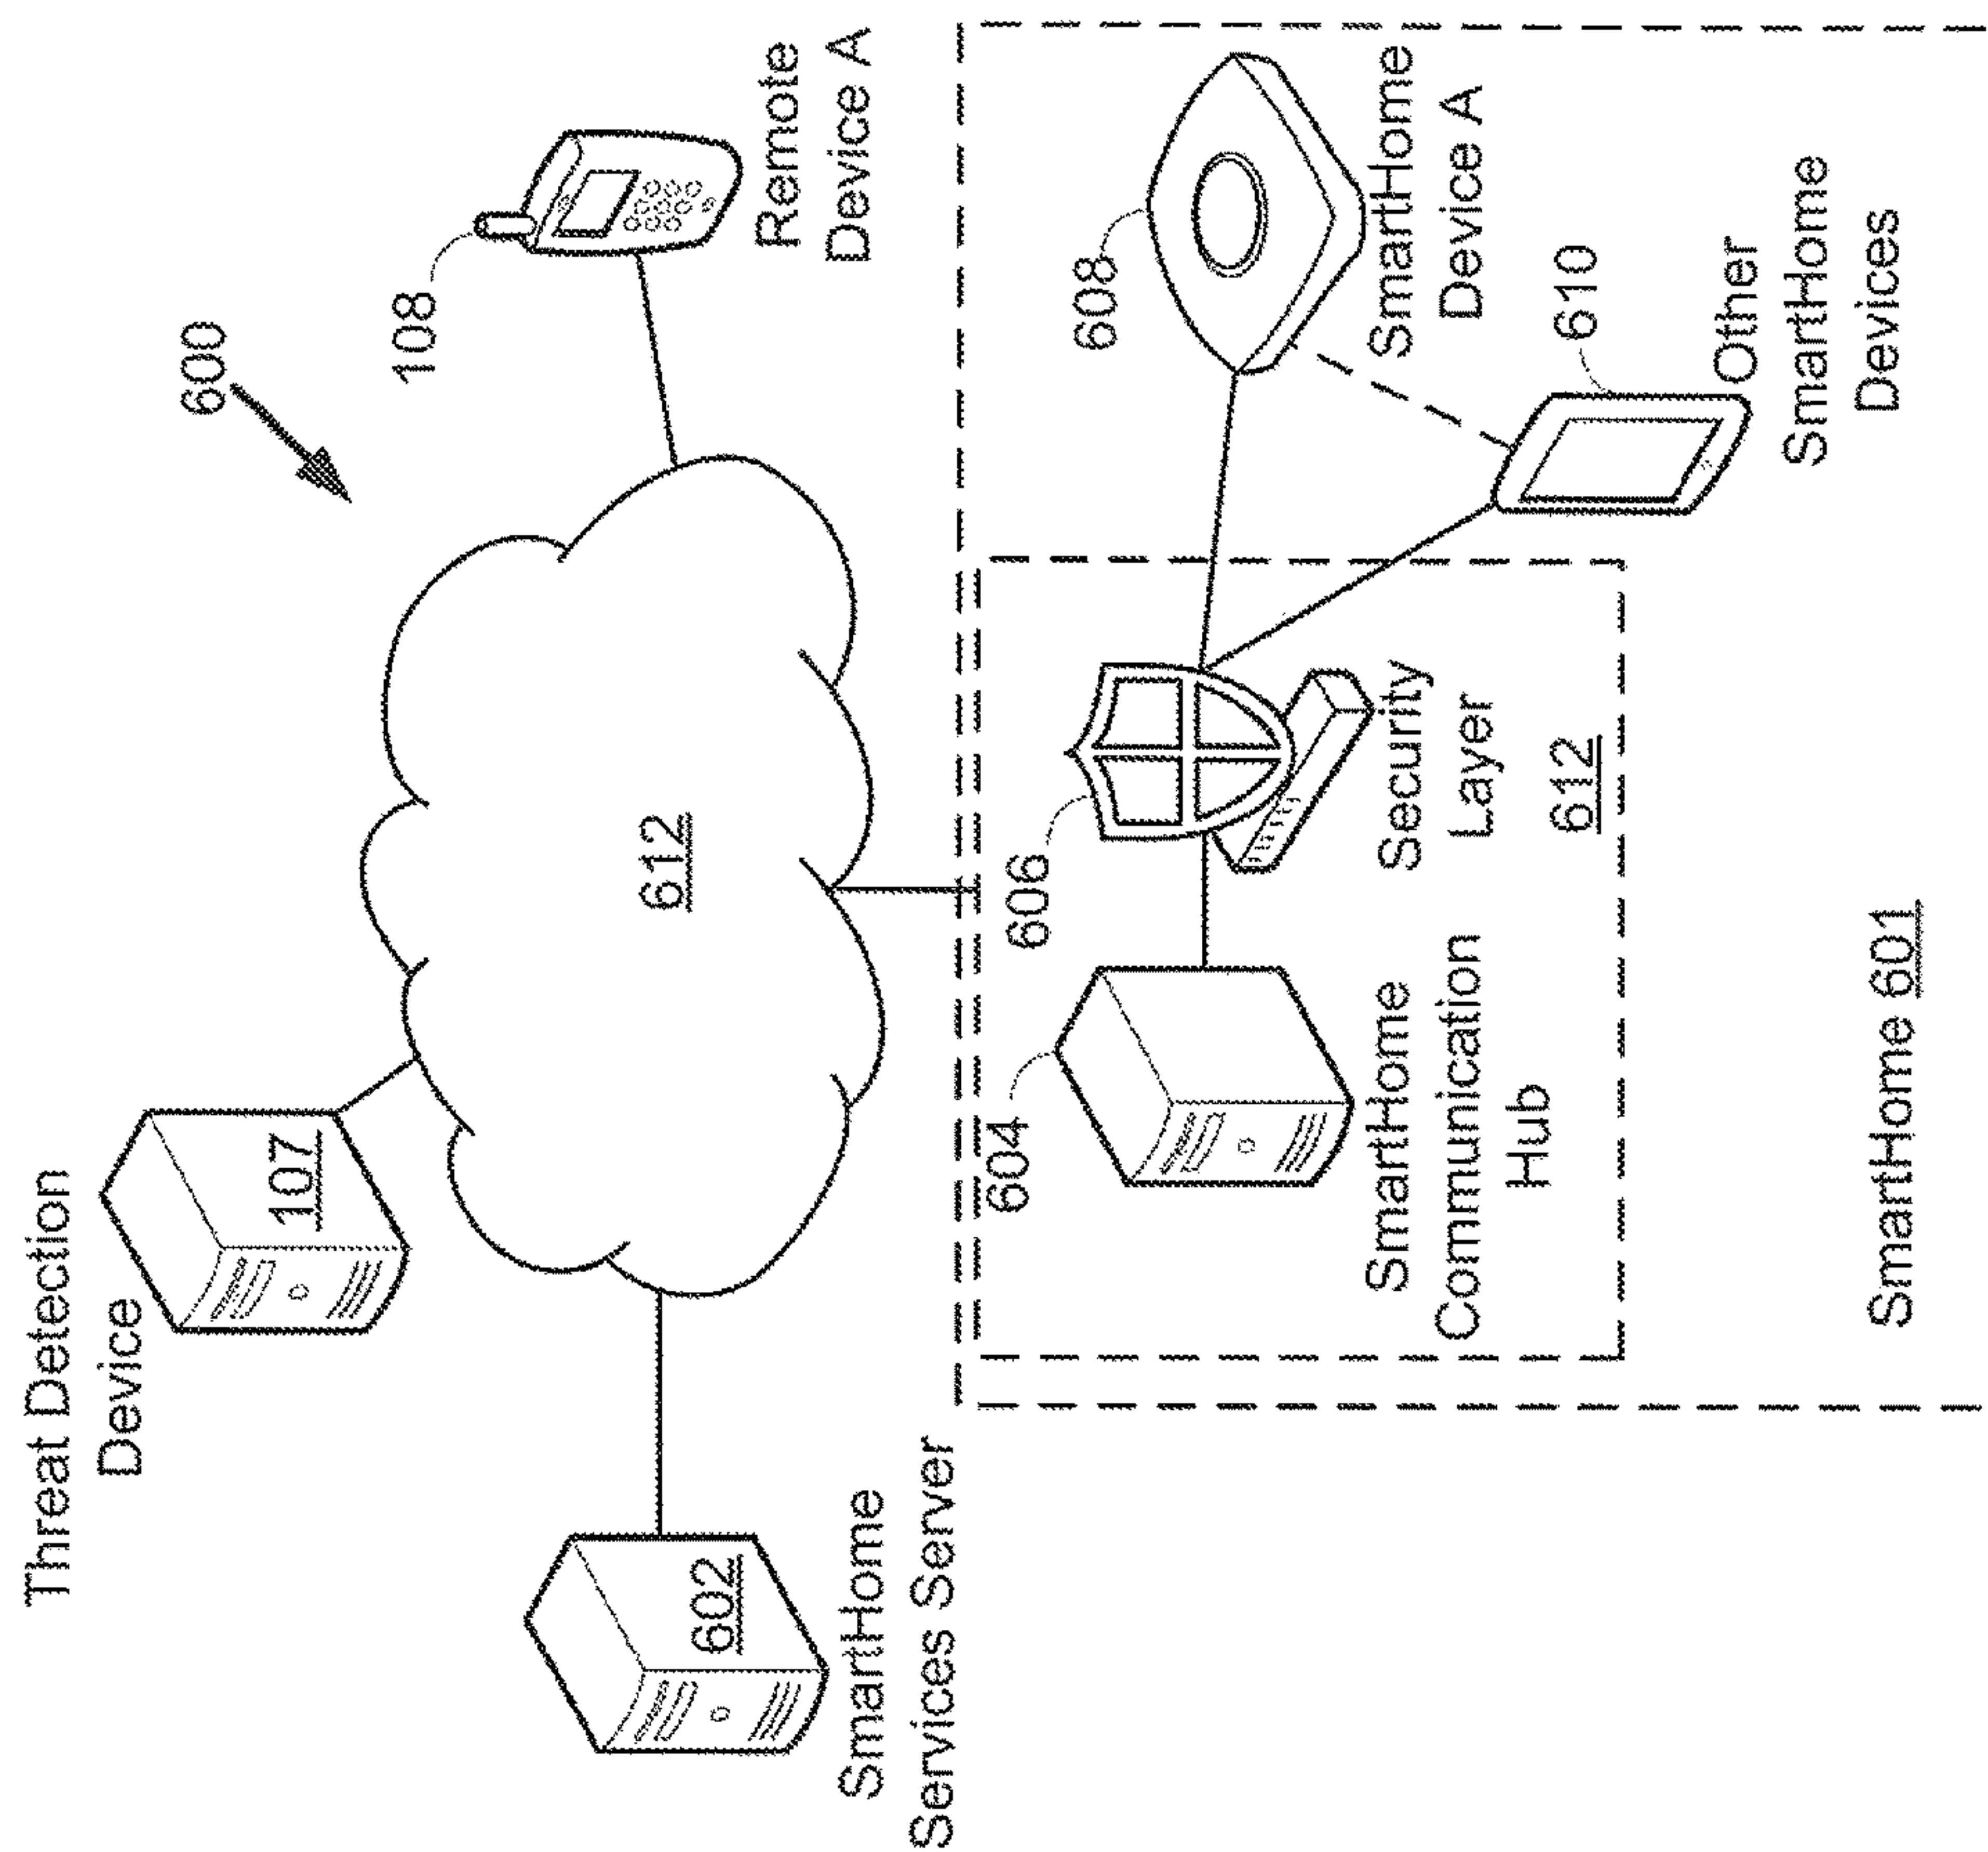 600
Threat Detection
Device
107
108
Remote
Device A
612
602
SmartHome
Services Server
604
SmartHome
Communication
Hub
606
Security
Layer
612
608
SmartHome
Device A
610
Other
SmartHome
Devices
SmartHome 601